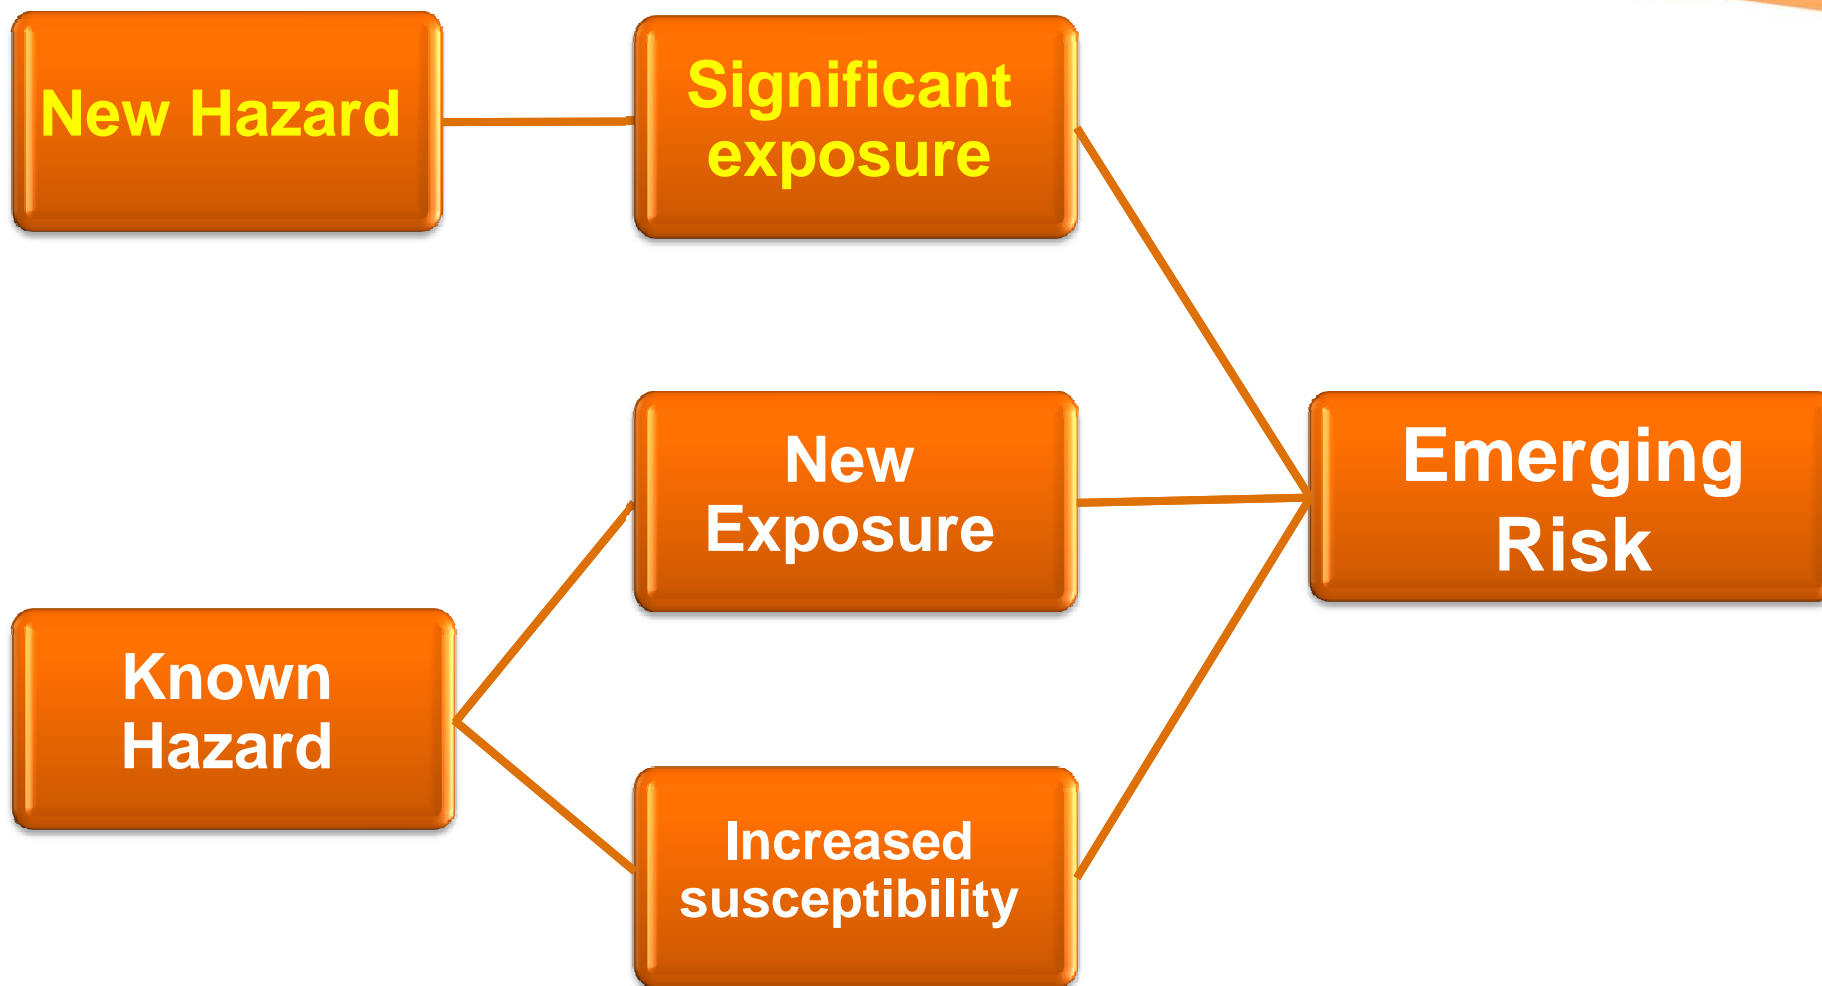 New Hazard
Significant
exposure
New
Exposure
Emerging
Risk
Known
Hazard
Increased
susceptibility